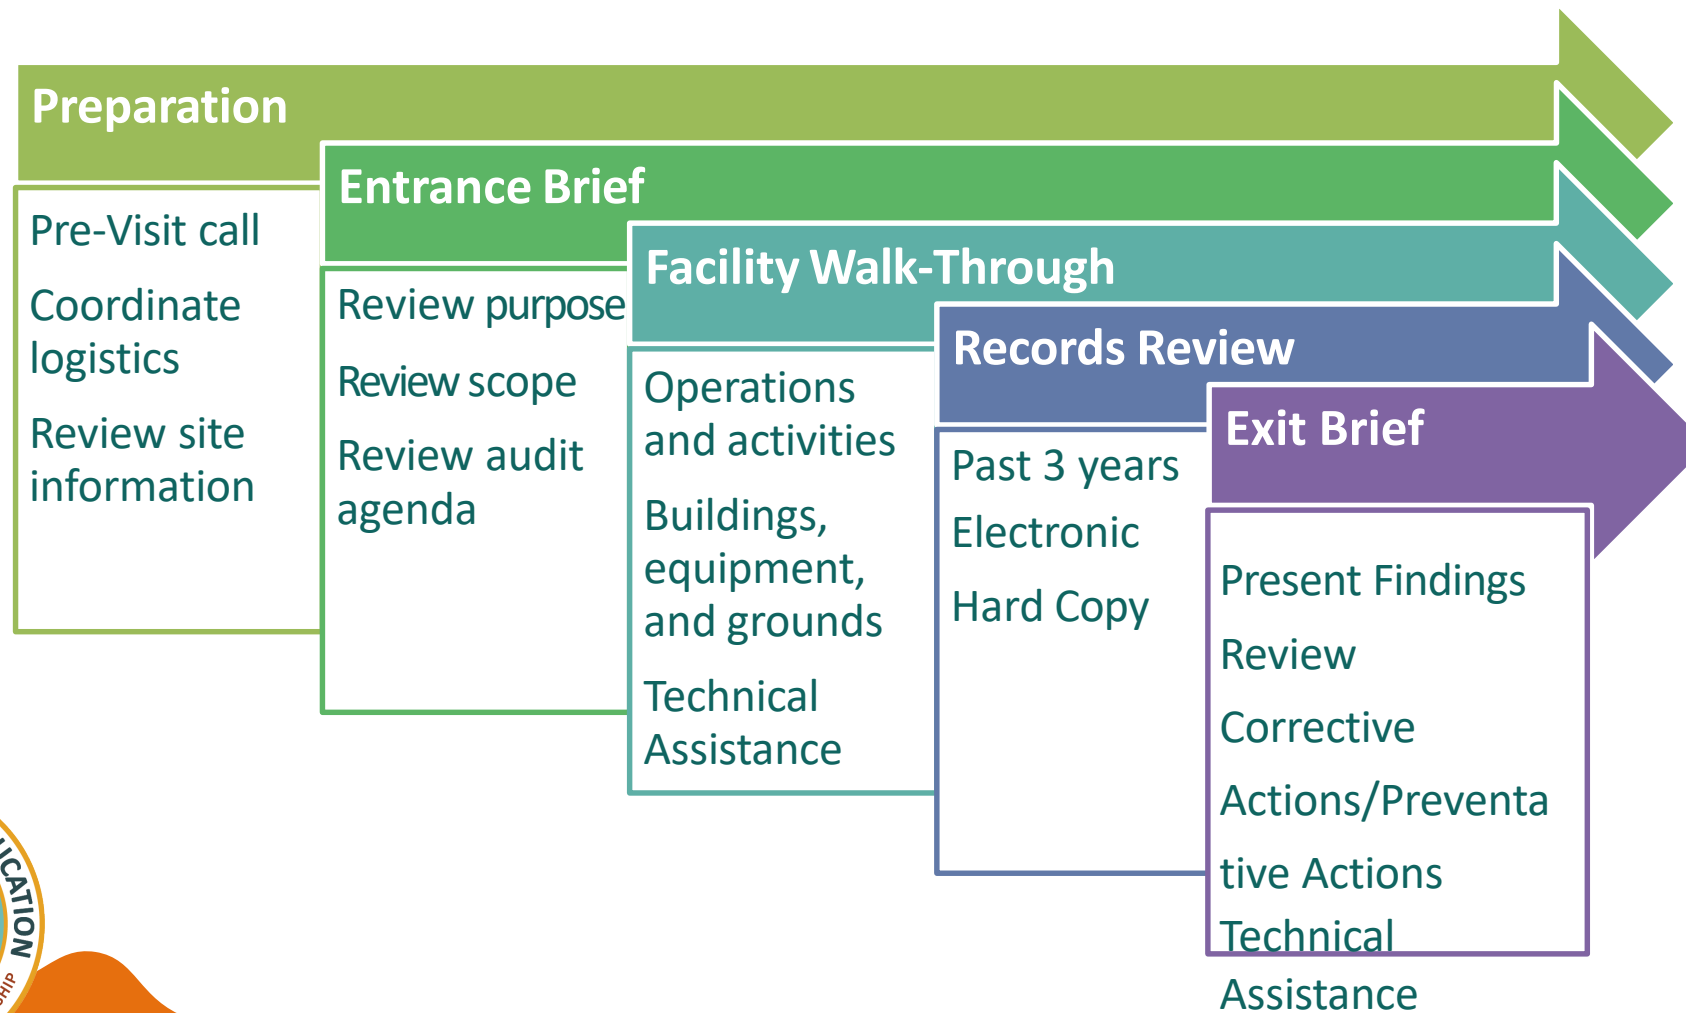 Preparation
Pre-Visit call
Coordinate
logistics
Review site
information
Entrance Brief
Review purpose
Review scope
Review audit
agenda
Facility Walk-Through
Operations
and activities
Buildings,
equipment,
and grounds
Technical
Assistance
Records Review
Past 3 years
Electronic
Hard Copy
Exit Brief
Present Findings
Review
Corrective
Actions/Preventa
tive Actions
Technical
Assistance